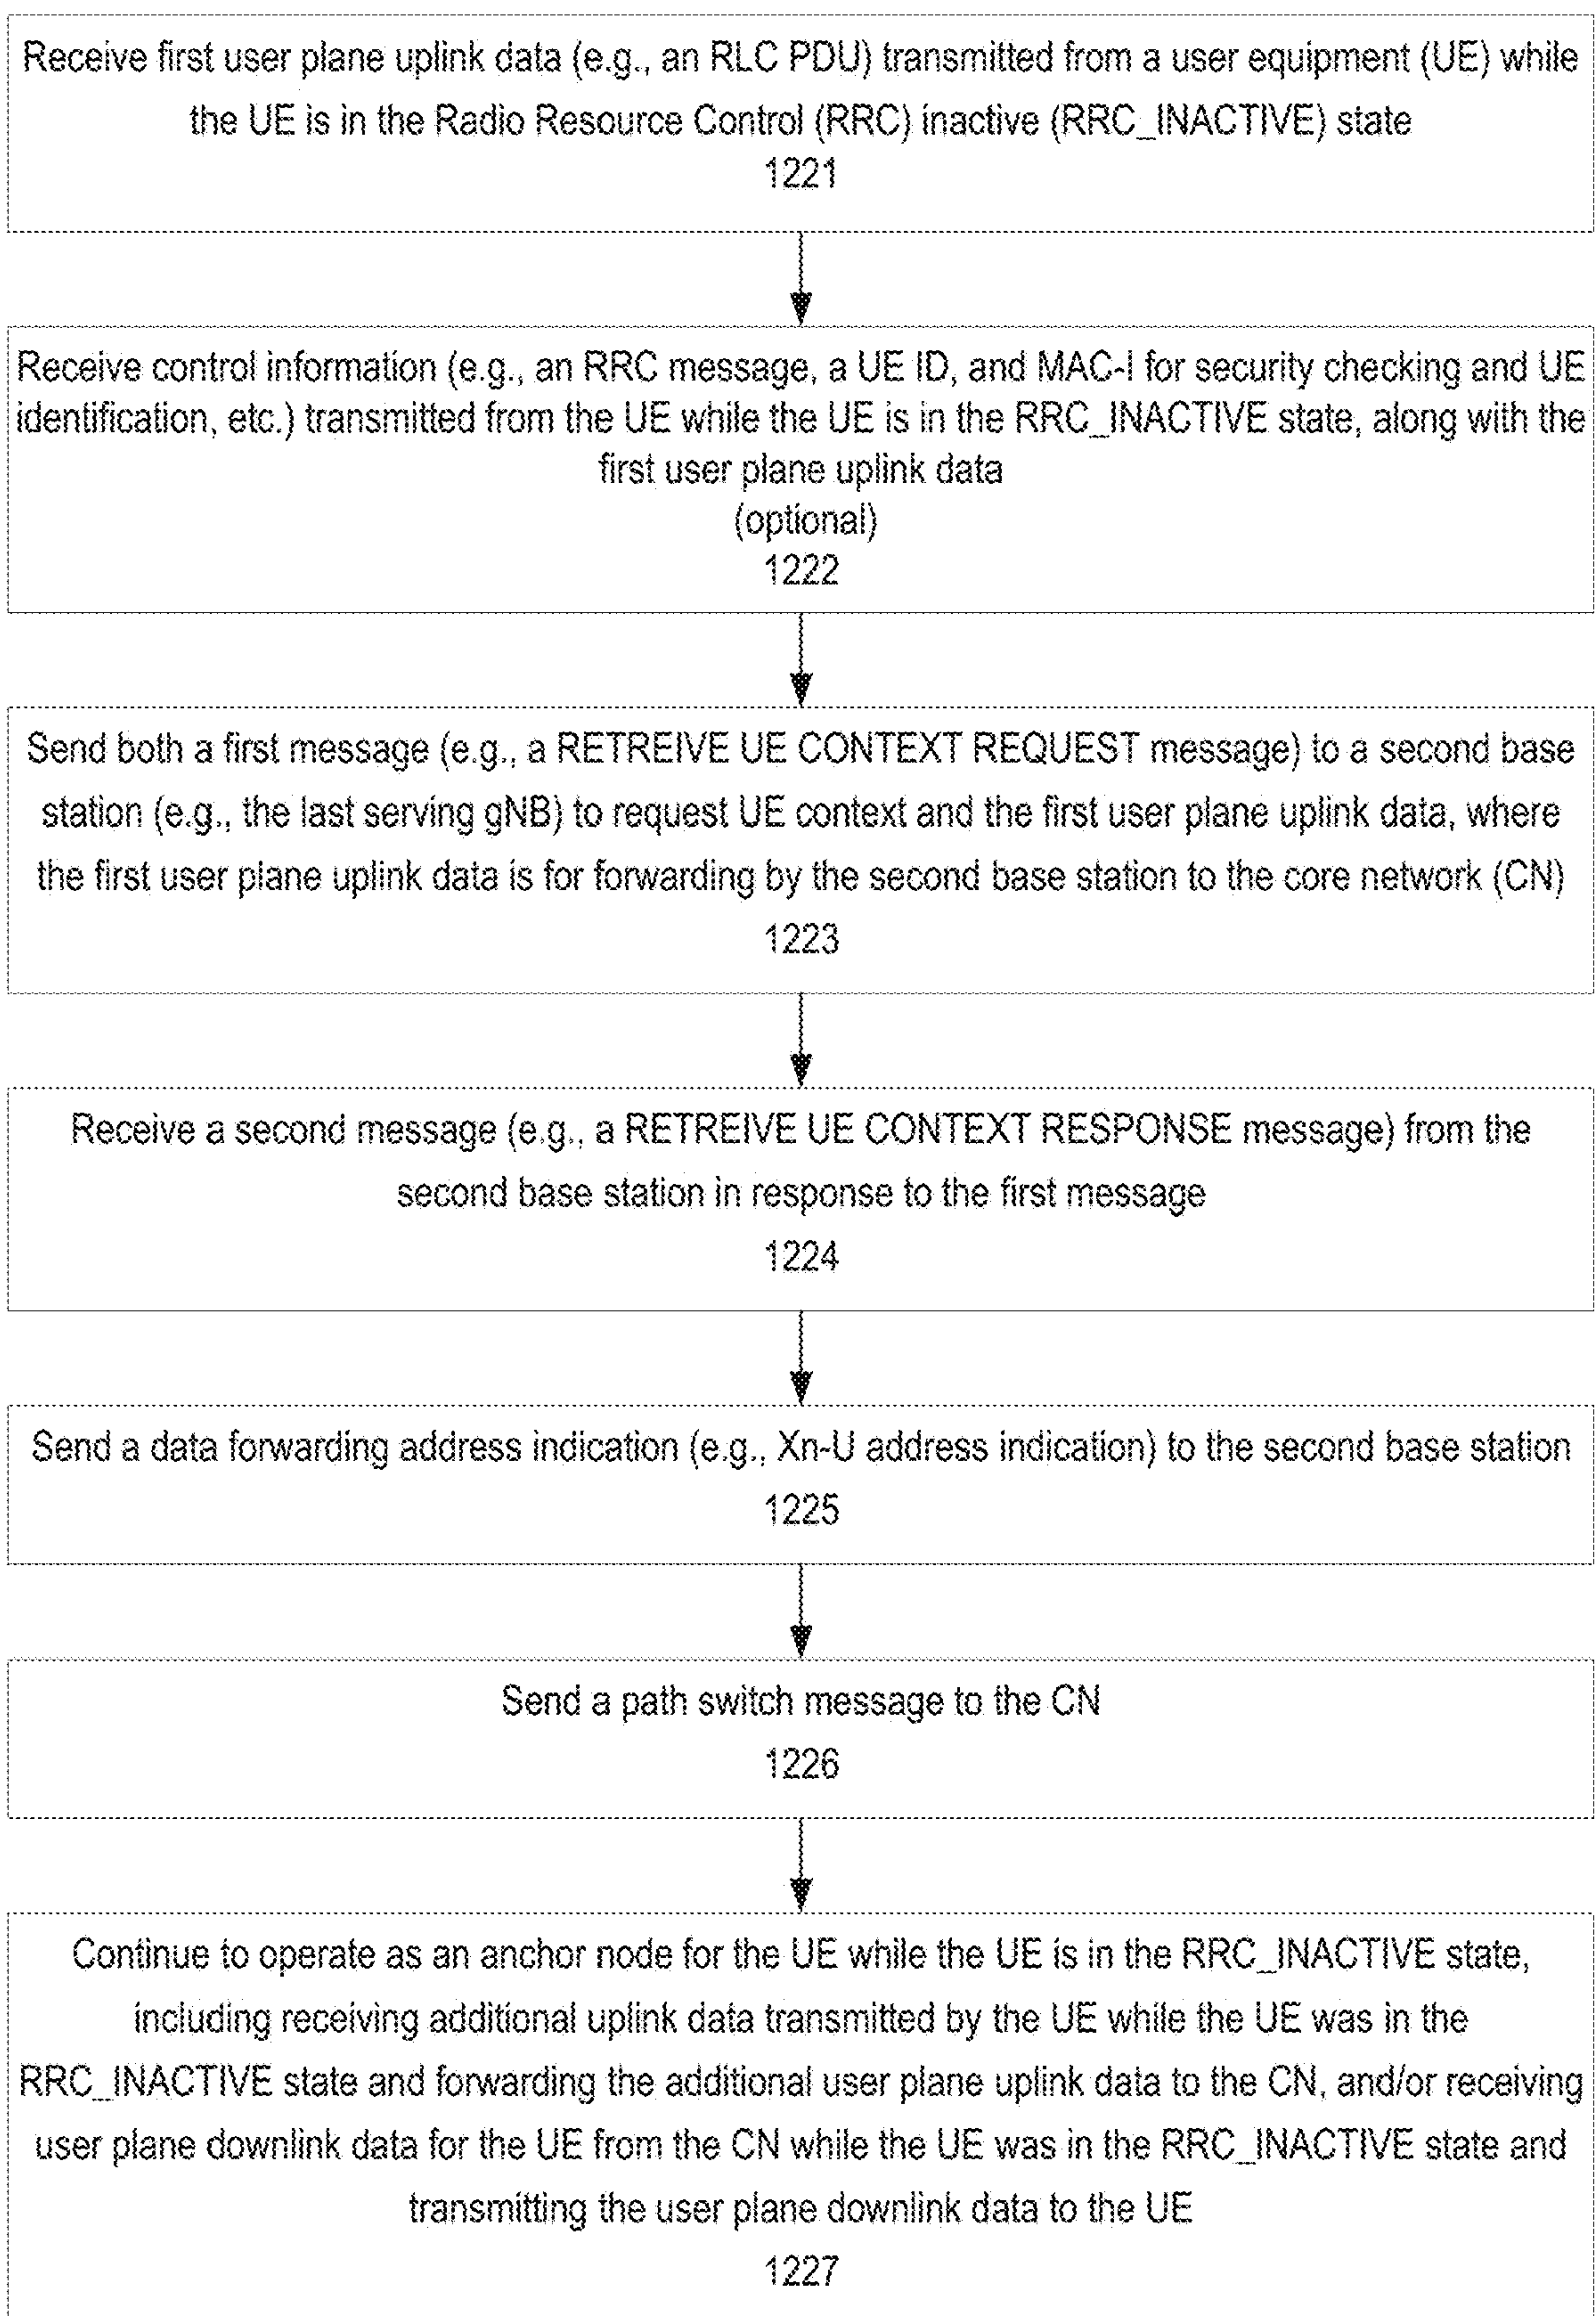 Receive first user plane uplink data (e.g., an RLC PDU) transmitted from a user equipment (UE) while
the UE is in the Radio Resource Control (RRC) inactive (RRC_INACTIVE) state
1221
Receive control information (e.g., an RRC message, a UE ID, and MAC-I for security checking and UE
identification, etc.) transmitted from the UE while the UE is in the RRC_INACTIVE state, along with the
first user plane uplink data
(optional)
1222
Send both a first message (e.g., a RETREIVE UE CONTEXT REQUEST message) to a second base
station (e.g., the last serving gNB) to request UE context and the first user plane uplink data, where
the first user plane uplink data is for forwarding by the second base station to the core network (CN)
1223
Receive a second message (e.g., a RETREIVE UE CONTEXT RESPONSE message) from the
second base station in response to the first message
1224
Send a data forwarding address indication (e.g., Xn-U address indication) to the second base station
1225
Send a path switch message to the CN
1226
Continue to operate as an anchor node for the UE while the UE is in the RRC_INACTIVE state,
including receiving additional uplink data transmitted by the UE while the UE was in the
RRC_INACTIVE state and forwarding the additional user plane uplink data to the CN, and/or receiving
user plane downlink data for the UE from the CN while the UE was in the RRC_INACTIVE state and
transmitting the user plane downlink data to the UE
1227